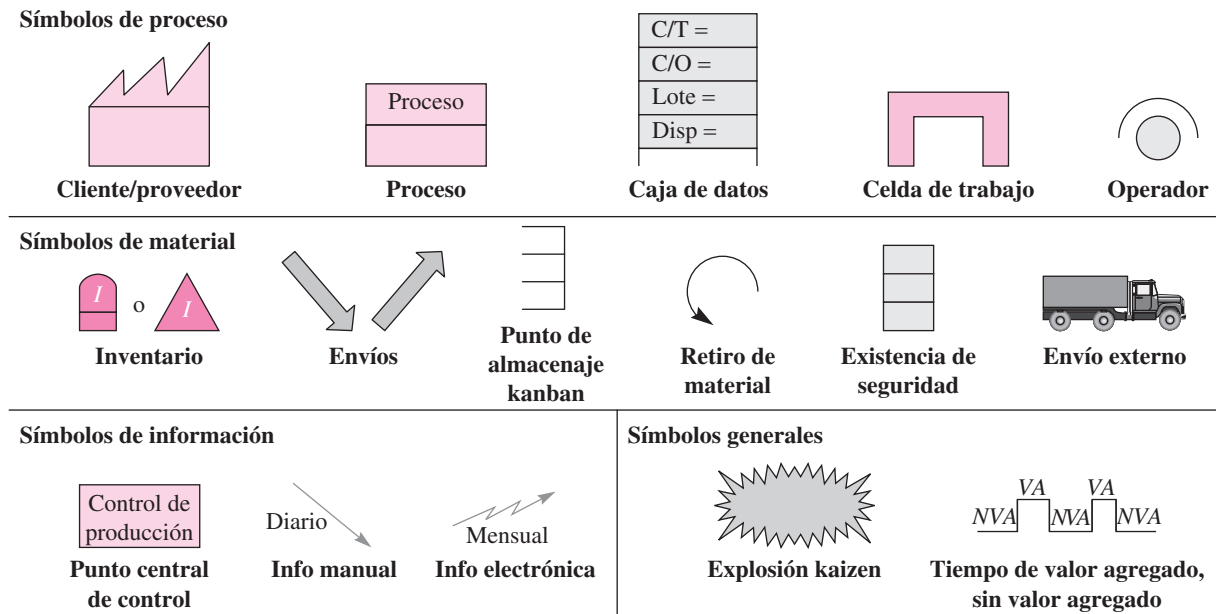 Símbolos de proceso
Proceso
C/T =
C/O =
Lote =
Disp =
Cliente/proveedor
Proceso
Caja de datos
Celda de trabajo
Operador
Símbolos de material
I
o
I
Inventario
Envíos
Punto de
almacenaje
kanban
Retiro de
material
Existencia de
seguridad
Envío externo
Símbolos de información
Control de
producción
Punto central
de control
Diario
Info manual
Mensual
Info electrónica
Símbolos generales
Explosión kaizen
VA VA
NVA NVA NVA
Tiempo de valor agregado,
sin valor agregado